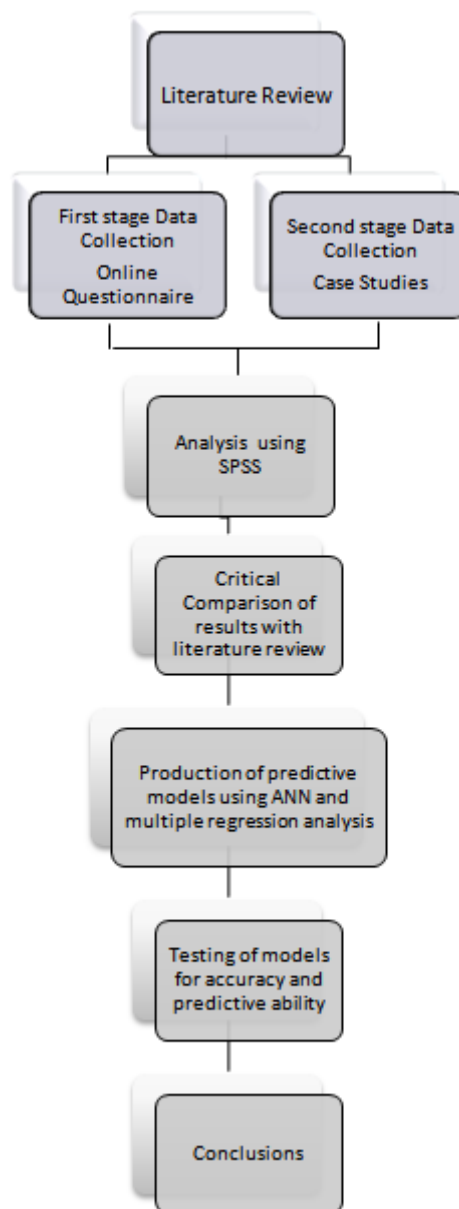 Literature Review
First stage Data
Collection
Online
Questionnaire
Second stage Data
Collection
Case Studies
Analysis using
SPSS
Critical
Comparison of
results with
literature review
Production of predictive
models using ANN and
multiple regression analysis
Testing of models
for accuracy and
predictive ability
Conclusions